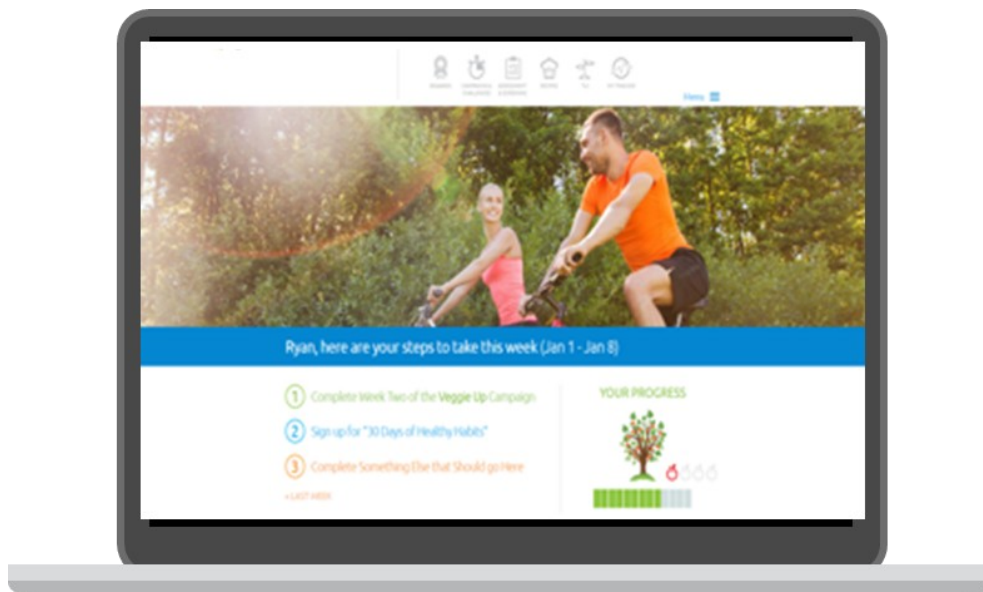 REWARDS
Menu
Ryan, here are your steps to take this week (Jan 1 - Jan 8)
1 Complete Week Two of the Veggie Up Campaign
2 Sign up for "30 Days of Healthy Habits"
3 Complete Something Else that Should go Here
« LAST WEEK
YOUR PROGRESS